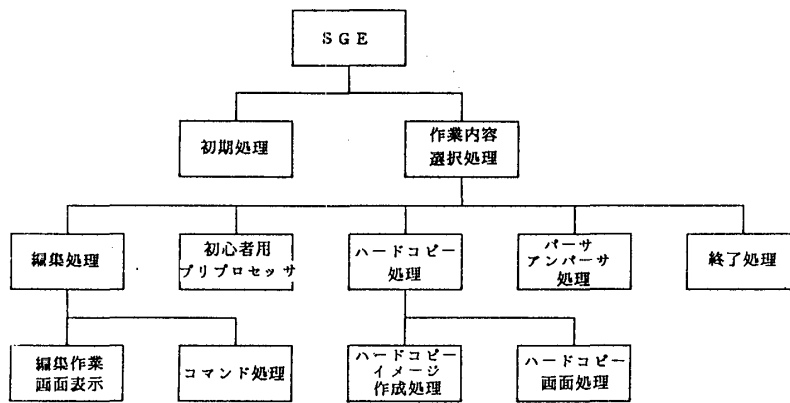 SGE
初期処理
作業内容
選択処理
編集処理
初心者用
プリプロセッサ
ハードコピー
処理
パーサ
アンパーサ
処理
終了処理
編集作業
画面表示
コマンド処理
ハードコピー
イメージ
作成処理
ハードコピー
画面処理